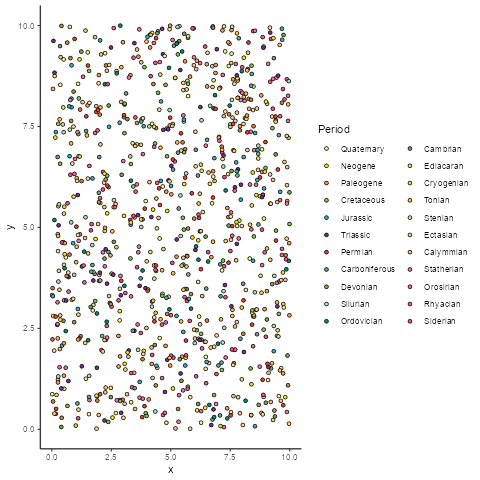 10.0
7.5
5.0
2.5
0.0
y
0.0 2.5 5.0 7.5 10.0
x
Period
Quaternary Cambrian
Neogene Ediacaran
Paleogene Cryogenian
Cretaceous Tonian
Jurassic Stenian
Triassic Ectasian
Permian Calymmian
Carboniferous Statherian
Devonian Orosirian
Silurian Rhyacian
Ordovician Siderian